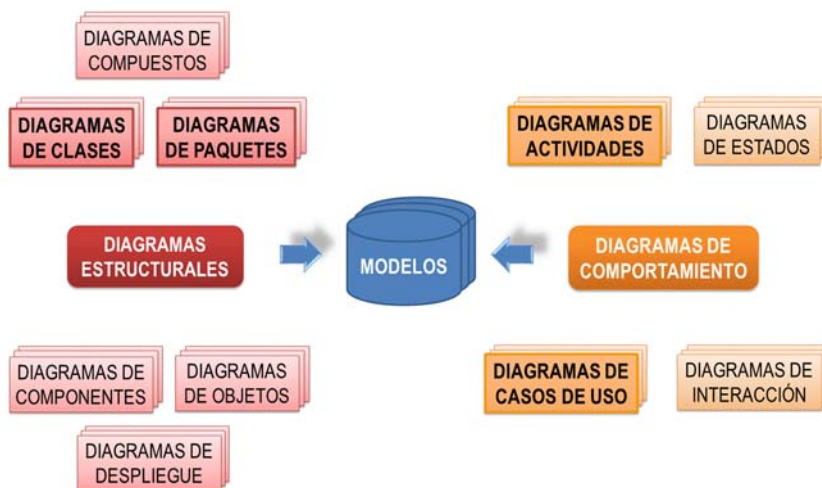 DIAGRAMAS DE
COMPUESTOS
DIAGRAMAS
DE CLASES
DIAGRAMAS
DE PAQUETES
DIAGRAMAS DE
ACTIVIDADES
DIAGRAMAS
DE ESTADOS
DIAGRAMAS
ESTRUCTURALES
MODELOS
DIAGRAMAS DE
COMPORTAMIENTO
DIAGRAMAS DE
COMPONENTES
DIAGRAMAS
DE OBJETOS
DIAGRAMAS DE
CASOS DE USO
DIAGRAMAS DE
INTERACCIÓN
DIAGRAMAS DE
DESPLIEGUE